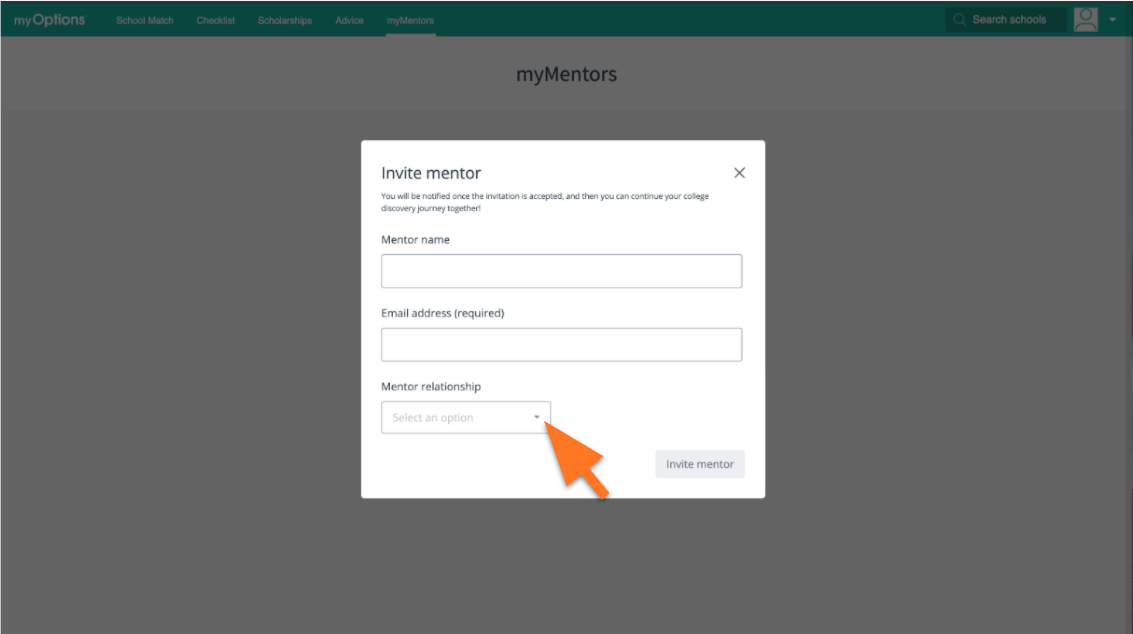 myOptions School Match Checklist Scholarships Advice myMentors Search schools
myMentors
Invite mentor
You will be notified once the invitation is accepted, and then you can continue your college
discovery journey together!
Mentor name
Email address (required)
Mentor relationship
Select an option
Invite mentor